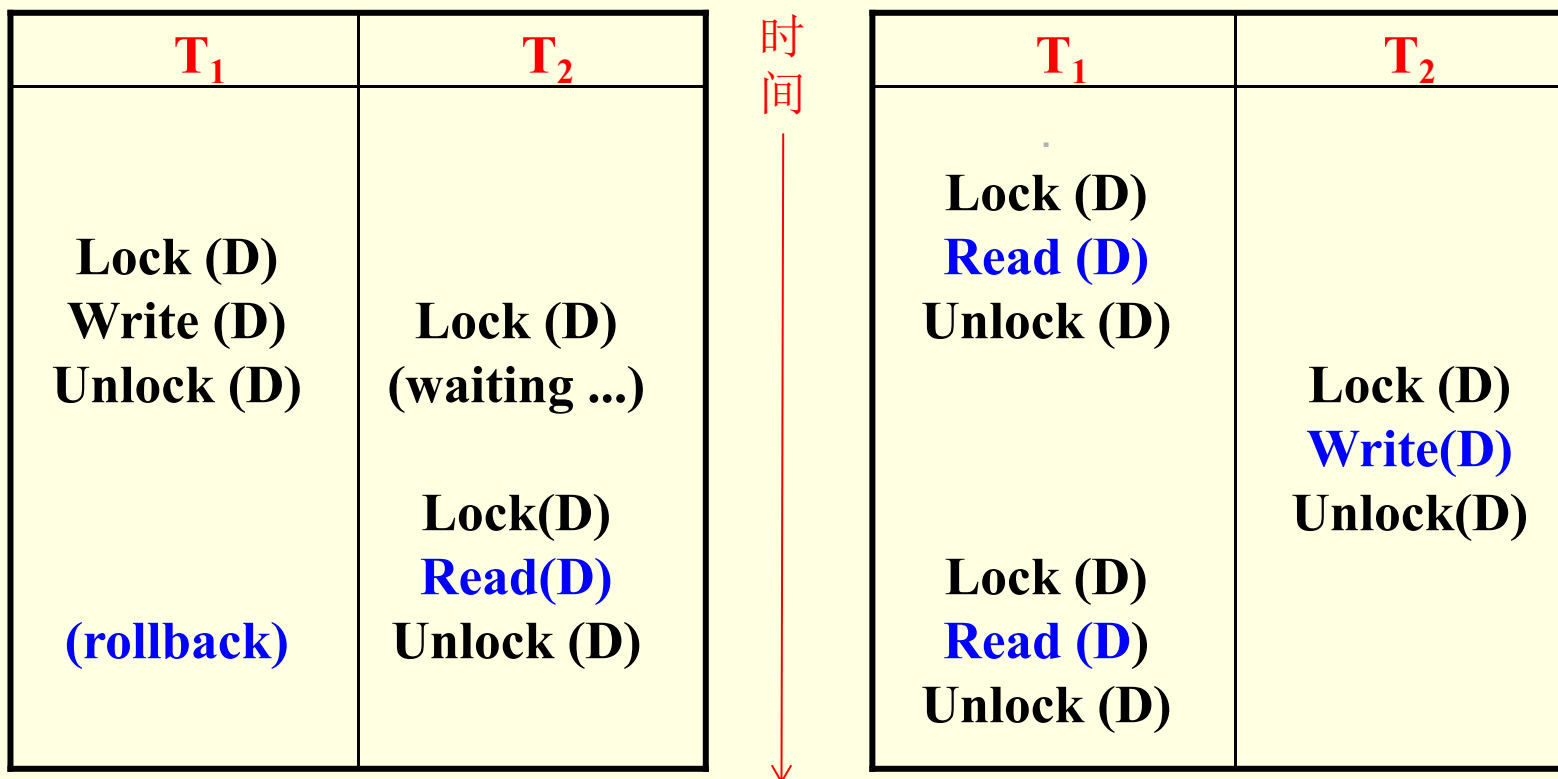 T₁ T₂
Lock (D)
Write (D) Lock (D)
Unlock (D) (waiting ...)
Lock(D)
Read(D)
(rollback) Unlock (D)
时
间
T₁ T₂
Lock (D)
Read (D)
Unlock (D)
Lock (D)
Write(D)
Unlock(D)
Lock (D)
Read (D)
Unlock (D)